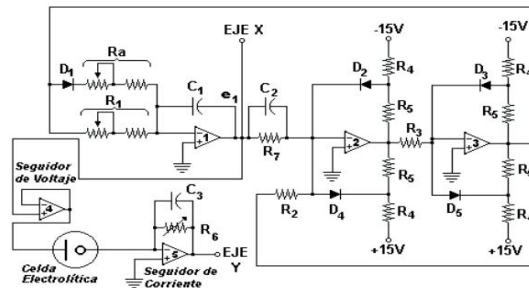 EJE X
-15V
-15V
Ra
D1
R4
R4
D2
D3
C1
e1
C2
R1
R5
R5
1
R7
2
R3
3
Seguidor
de Voltaje
R5
C3
R2
D4
R4
D5
4
R6
+15V
+15V
5
EJE
Y
Celda
Electrolítica
Seguidor de
Corriente